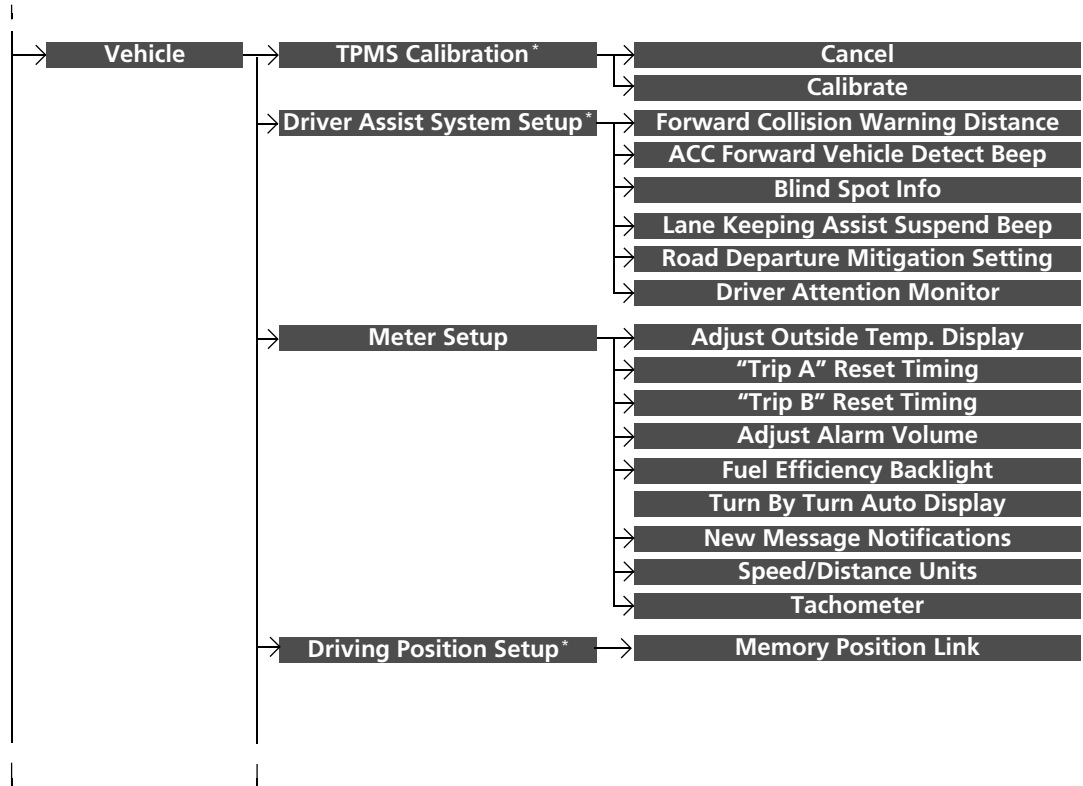 Vehicle
TPMS Calibration*
Cancel
Calibrate
Driver Assist System Setup*
Forward Collision Warning Distance
ACC Forward Vehicle Detect Beep
Blind Spot Info
Lane Keeping Assist Suspend Beep
Road Departure Mitigation Setting
Driver Attention Monitor
Meter Setup
Adjust Outside Temp. Display
“Trip A” Reset Timing
“Trip B” Reset Timing
Adjust Alarm Volume
Fuel Efficiency Backlight
Turn By Turn Auto Display
New Message Notifications
Speed/Distance Units
Tachometer
Driving Position Setup*
Memory Position Link